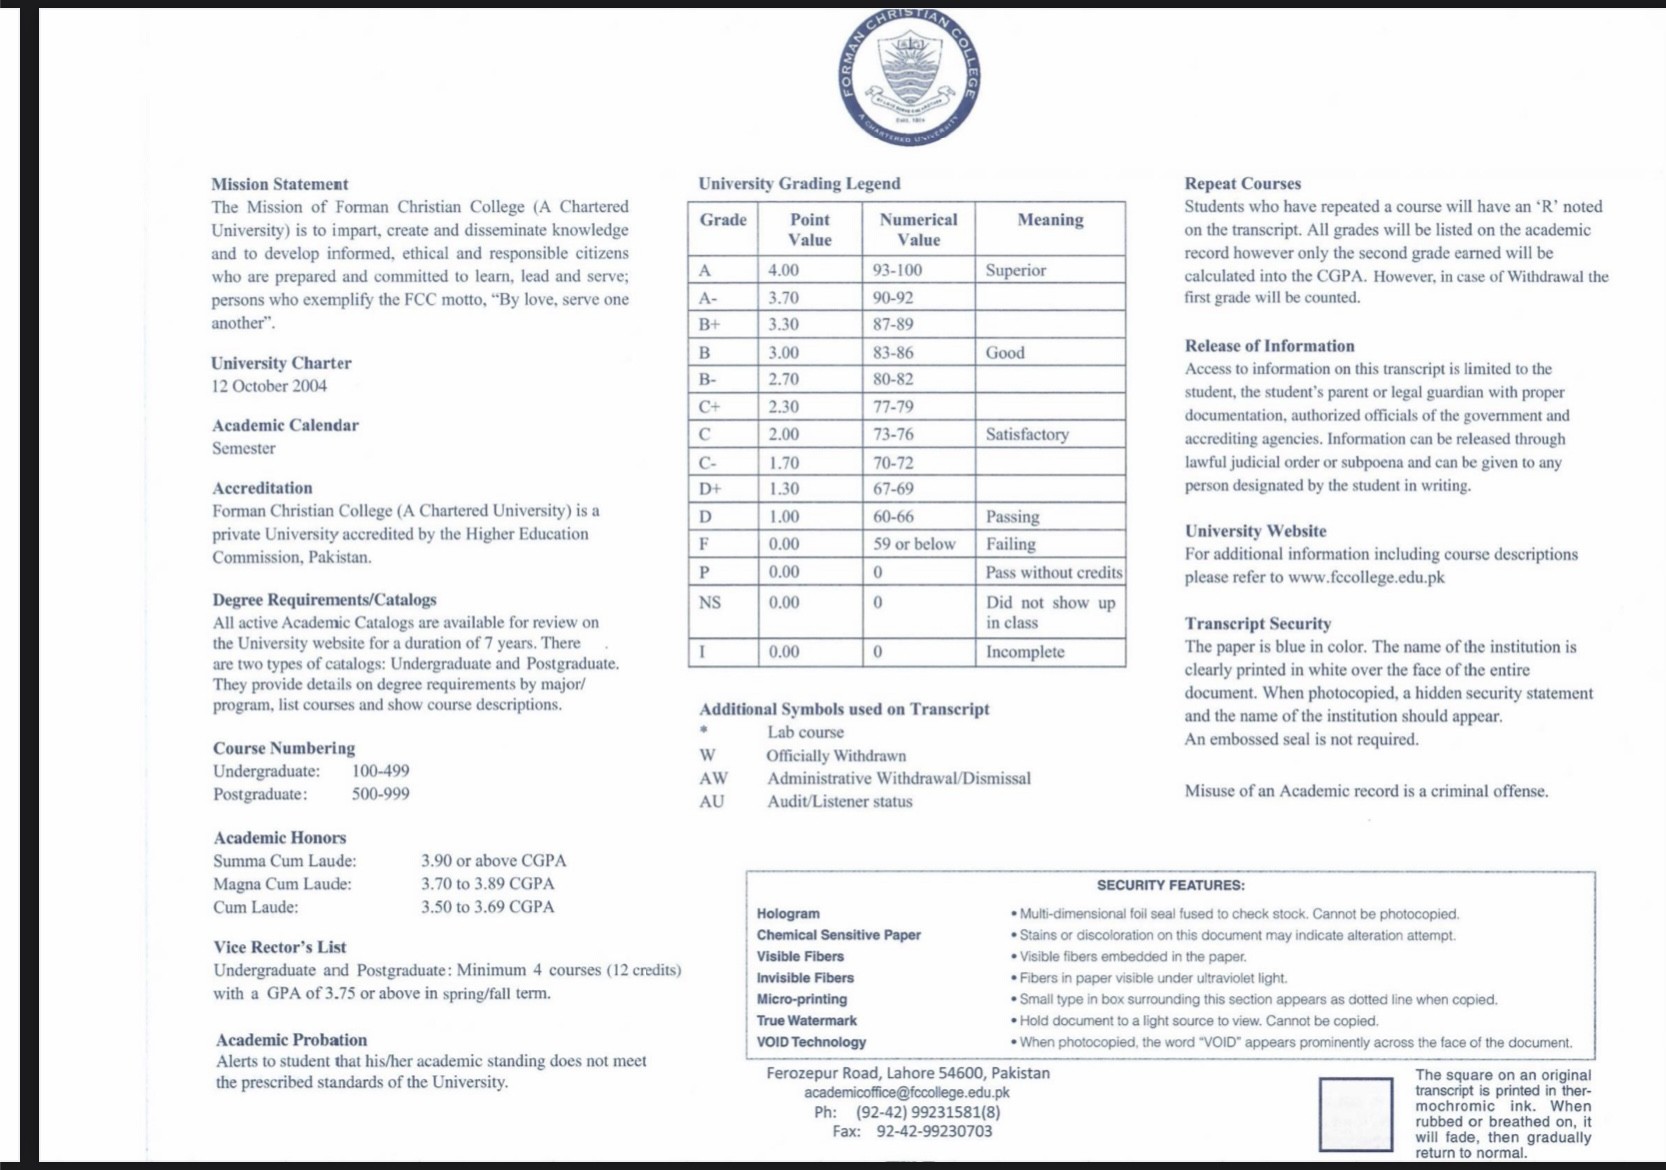 FORMAN CHRISTIAN COLLEGE
A CHARTERED UNIVERSITY
Mission Statement
The Mission of Forman Christian College (A Chartered
University) is to impart, create and disseminate knowledge
and to develop informed, ethical and responsible citizens
who are prepared and committed to learn, lead and serve;
persons who exemplify the FCC motto, “By love, serve one
another”.
University Charter
12 October 2004
Academic Calendar
Semester
Accreditation
Forman Christian College (A Chartered University) is a
private University accredited by the Higher Education
Commission, Pakistan.
Degree Requirements/Catalogs
All active Academic Catalogs are available for review on
the University website for a duration of 7 years. There
are two types of catalogs: Undergraduate and Postgraduate.
They provide details on degree requirements by major/
program, list courses and show course descriptions.
Course Numbering
Undergraduate: 100-499
Postgraduate: 500-999
Academic Honors
Summa Cum Laude: 3.90 or above CGPA
Magna Cum Laude: 3.70 to 3.89 CGPA
Cum Laude: 3.50 to 3.69 CGPA
Vice Rector’s List
Undergraduate and Postgraduate: Minimum 4 courses (12 credits)
with a GPA of 3.75 or above in spring/fall term.
Academic Probation
Alerts to student that his/her academic standing does not meet
the prescribed standards of the University.
University Grading Legend
Grade Point Value Numerical Value Meaning
A 4.00 93-100 Superior
A- 3.70 90-92
B+ 3.30 87-89
B 3.00 83-86 Good
B- 2.70 80-82
C+ 2.30 77-79
C 2.00 73-76 Satisfactory
C- 1.70 70-72
D+ 1.30 67-69
D 1.00 60-66 Passing
F 0.00 59 or below Failing
P 0.00 0 Pass without credits
NS 0.00 0 Did not show up in class
I 0.00 0 Incomplete
Additional Symbols used on Transcript
* Lab course
W Officially Withdrawn
AW Administrative Withdrawal/Dismissal
AU Audit/Listener status
Repeat Courses
Students who have repeated a course will have an ‘R’ noted
on the transcript. All grades will be listed on the academic
record however only the second grade earned will be
calculated into the CGPA. However, in case of Withdrawal the
first grade will be counted.
Release of Information
Access to information on this transcript is limited to the
student, the student’s parent or legal guardian with proper
documentation, authorized officials of the government and
accrediting agencies. Information can be released through
lawful judicial order or subpoena and can be given to any
person designated by the student in writing.
University Website
For additional information including course descriptions
please refer to www.fccollege.edu.pk
Transcript Security
The paper is blue in color. The name of the institution is
clearly printed in white over the face of the entire
document. When photocopied, a hidden security statement
and the name of the institution should appear.
An embossed seal is not required.
Misuse of an Academic record is a criminal offense.
SECURITY FEATURES:
Hologram • Multi-dimensional foil seal fused to check stock. Cannot be photocopied.
Chemical Sensitive Paper • Stains or discoloration on this document may indicate alteration attempt.
Visible Fibers • Visible fibers embedded in the paper.
Invisible Fibers • Fibers in paper visible under ultraviolet light.
Micro-printing • Small type in box surrounding this section appears as dotted line when copied.
True Watermark • Hold document to a light source to view. Cannot be copied.
VOID Technology • When photocopied, the word “VOID” appears prominently across the face of the document.
Ferozepur Road, Lahore 54600, Pakistan
academicoffice@fccollege.edu.pk
Ph: (92-42) 99231581(8)
Fax: 92-42-99230703
The square on an original
transcript is printed in ther-
mochromic ink. When
rubbed or breathed on, it
will fade, then gradually
return to normal.